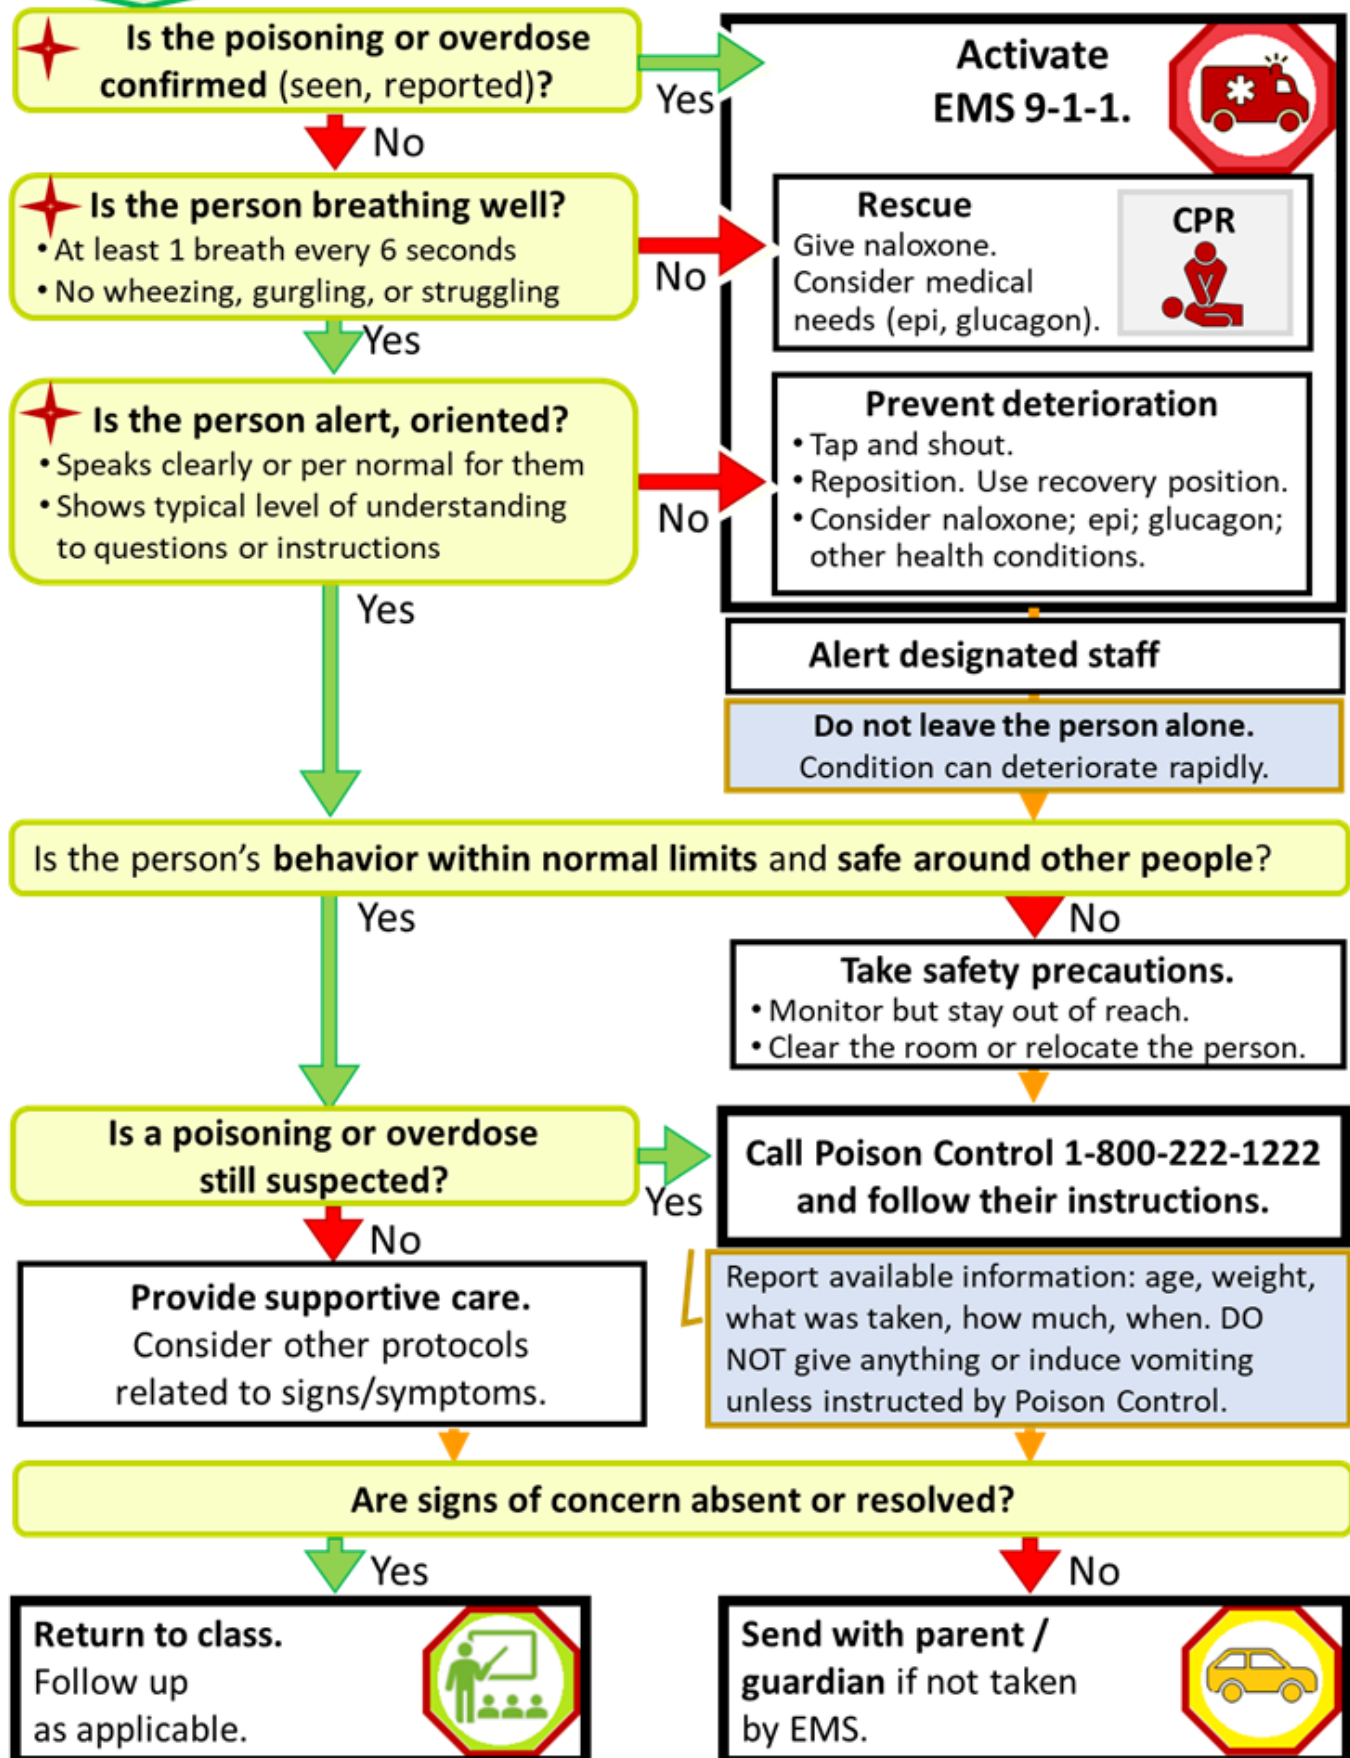 Is the poisoning or overdose
confirmed (seen, reported)?
Yes
No
Activate
EMS 9-1-1.
Is the person breathing well?
• At least 1 breath every 6 seconds
• No wheezing, gurgling, or struggling
No
Yes
Rescue
Give naloxone.
Consider medical
needs (epi, glucagon).
CPR
Is the person alert, oriented?
• Speaks clearly or per normal for them
• Shows typical level of understanding
to questions or instructions
No
Yes
Prevent deterioration
• Tap and shout.
• Reposition. Use recovery position.
• Consider naloxone; epi; glucagon;
other health conditions.
Alert designated staff
Do not leave the person alone.
Condition can deteriorate rapidly.
Is the person’s behavior within normal limits and safe around other people?
Yes
No
Take safety precautions.
• Monitor but stay out of reach.
• Clear the room or relocate the person.
Is a poisoning or overdose
still suspected?
Yes
No
Call Poison Control 1-800-222-1222
and follow their instructions.
Report available information: age, weight,
what was taken, how much, when. DO
NOT give anything or induce vomiting
unless instructed by Poison Control.
Provide supportive care.
Consider other protocols
related to signs/symptoms.
Are signs of concern absent or resolved?
Yes
No
Return to class.
Follow up
as applicable.
Send with parent /
guardian if not taken
by EMS.